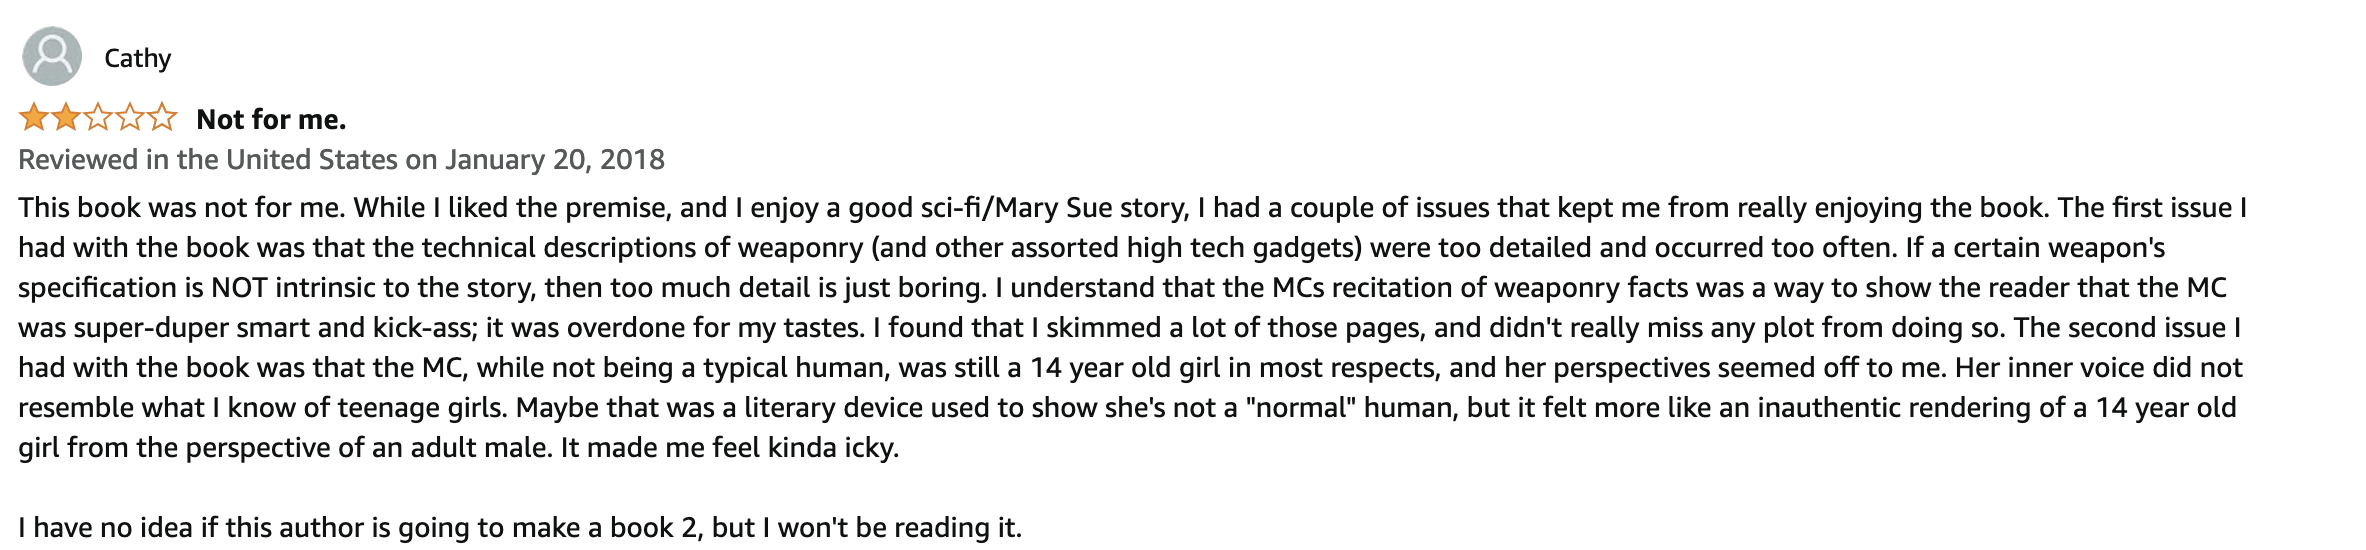 Cathy
Not for me.
Reviewed in the United States on January 20, 2018
This book was not for me. While I liked the premise, and I enjoy a good sci-fi/Mary Sue story, I had a couple of issues that kept me from really enjoying the book. The first issue I
had with the book was that the technical descriptions of weaponry (and other assorted high tech gadgets) were too detailed and occurred too often. If a certain weapon's
specification is NOT intrinsic to the story, then too much detail is just boring. I understand that the MCs recitation of weaponry facts was a way to show the reader that the MC
was super-duper smart and kick-ass; it was overdone for my tastes. I found that I skimmed a lot of those pages, and didn't really miss any plot from doing so. The second issue I
had with the book was that the MC, while not being a typical human, was still a 14 year old girl in most respects, and her perspectives seemed off to me. Her inner voice did not
resemble what I know of teenage girls. Maybe that was a literary device used to show she's not a "normal" human, but it felt more like an inauthentic rendering of a 14 year old
girl from the perspective of an adult male. It made me feel kinda icky.
I have no idea if this author is going to make a book 2, but I won't be reading it.